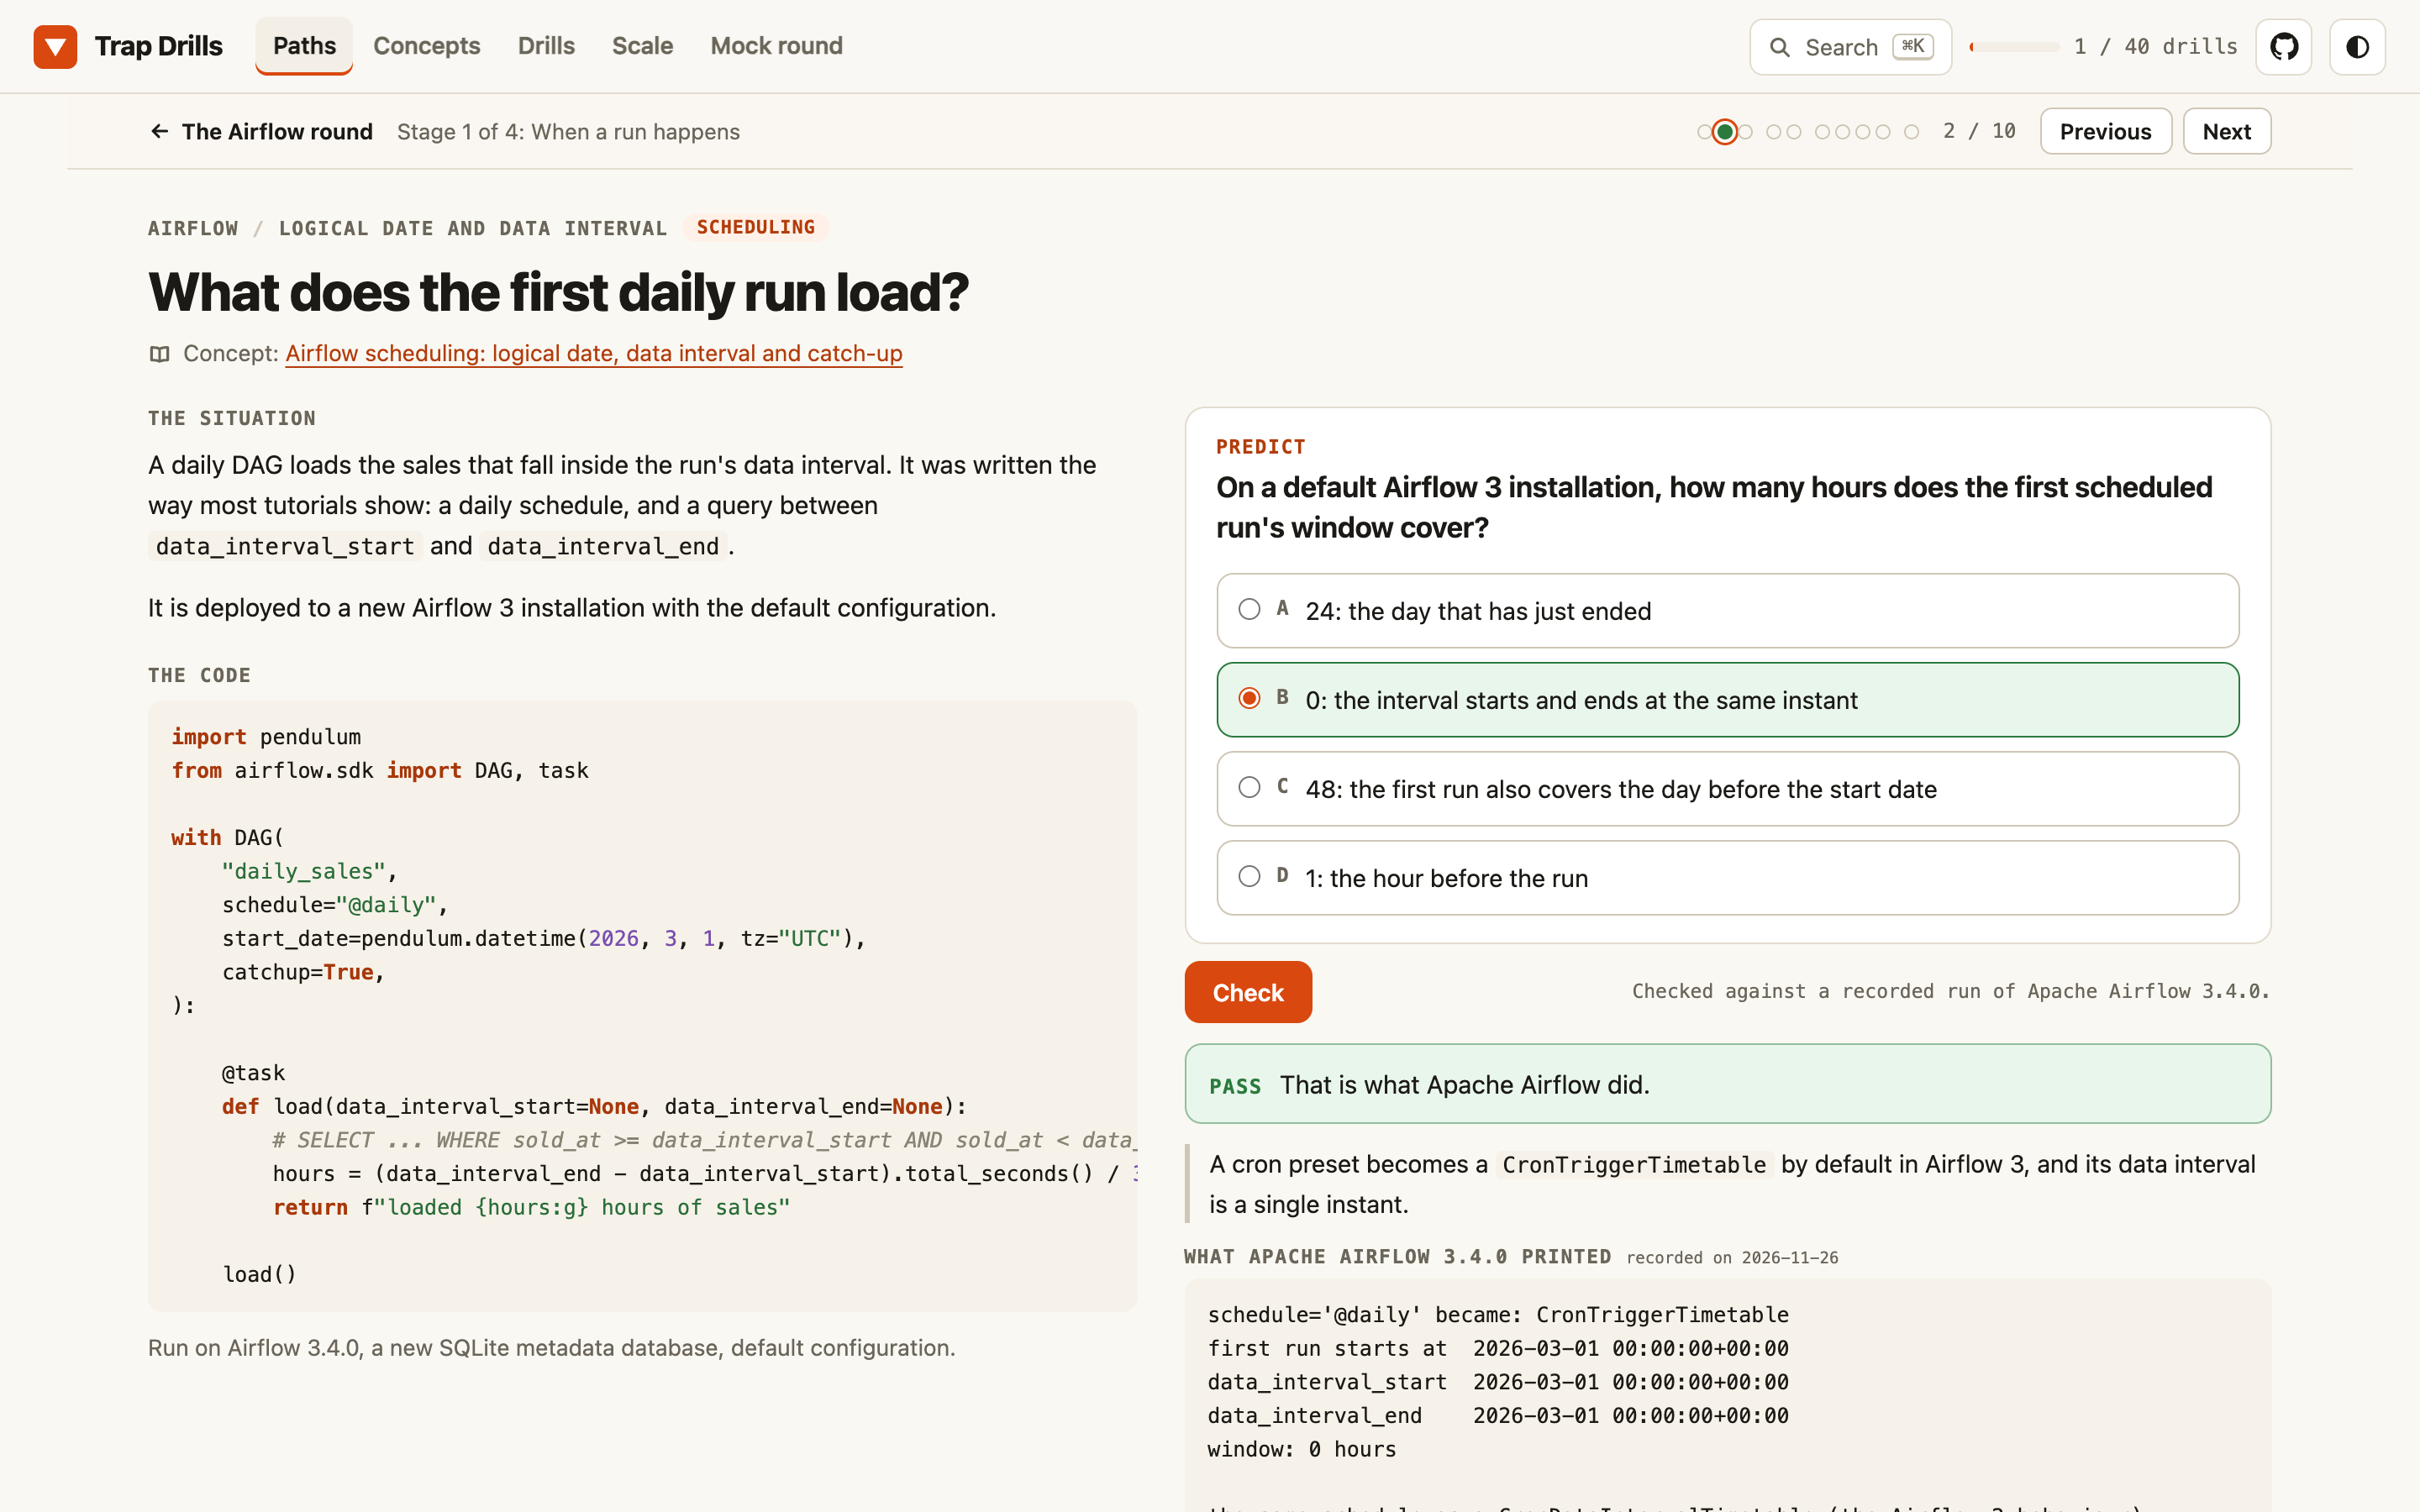 Trap Drills
Paths
Concepts
Drills
Scale
Mock round
Search ⌘K
1 / 40 drills
← The Airflow round
Stage 1 of 4: When a run happens
2 / 10
Previous
Next
AIRFLOW / LOGICAL DATE AND DATA INTERVAL SCHEDULING
What does the first daily run load?
Concept: Airflow scheduling: logical date, data interval and catch-up
THE SITUATION
A daily DAG loads the sales that fall inside the run's data interval. It was written the
way most tutorials show: a daily schedule, and a query between
data_interval_start and data_interval_end.
It is deployed to a new Airflow 3 installation with the default configuration.
THE CODE
import pendulum
from airflow.sdk import DAG, task
with DAG(
    "daily_sales",
    schedule="@daily",
    start_date=pendulum.datetime(2026, 3, 1, tz="UTC"),
    catchup=True,
):
    @task
    def load(data_interval_start=None, data_interval_end=None):
        # SELECT ... WHERE sold_at >= data_interval_start AND sold_at < data_
        hours = (data_interval_end - data_interval_start).total_seconds() /
        return f"loaded {hours:g} hours of sales"
    load()
Run on Airflow 3.4.0, a new SQLite metadata database, default configuration.
PREDICT
On a default Airflow 3 installation, how many hours does the first scheduled
run's window cover?
A 24: the day that has just ended
B 0: the interval starts and ends at the same instant
C 48: the first run also covers the day before the start date
D 1: the hour before the run
Check
Checked against a recorded run of Apache Airflow 3.4.0.
PASS That is what Apache Airflow did.
A cron preset becomes a CronTriggerTimetable by default in Airflow 3, and its data interval
is a single instant.
WHAT APACHE AIRFLOW 3.4.0 PRINTED recorded on 2026-11-26
schedule='@daily' became: CronTriggerTimetable
first run starts at  2026-03-01 00:00:00+00:00
data_interval_start  2026-03-01 00:00:00+00:00
data_interval_end    2026-03-01 00:00:00+00:00
window: 0 hours